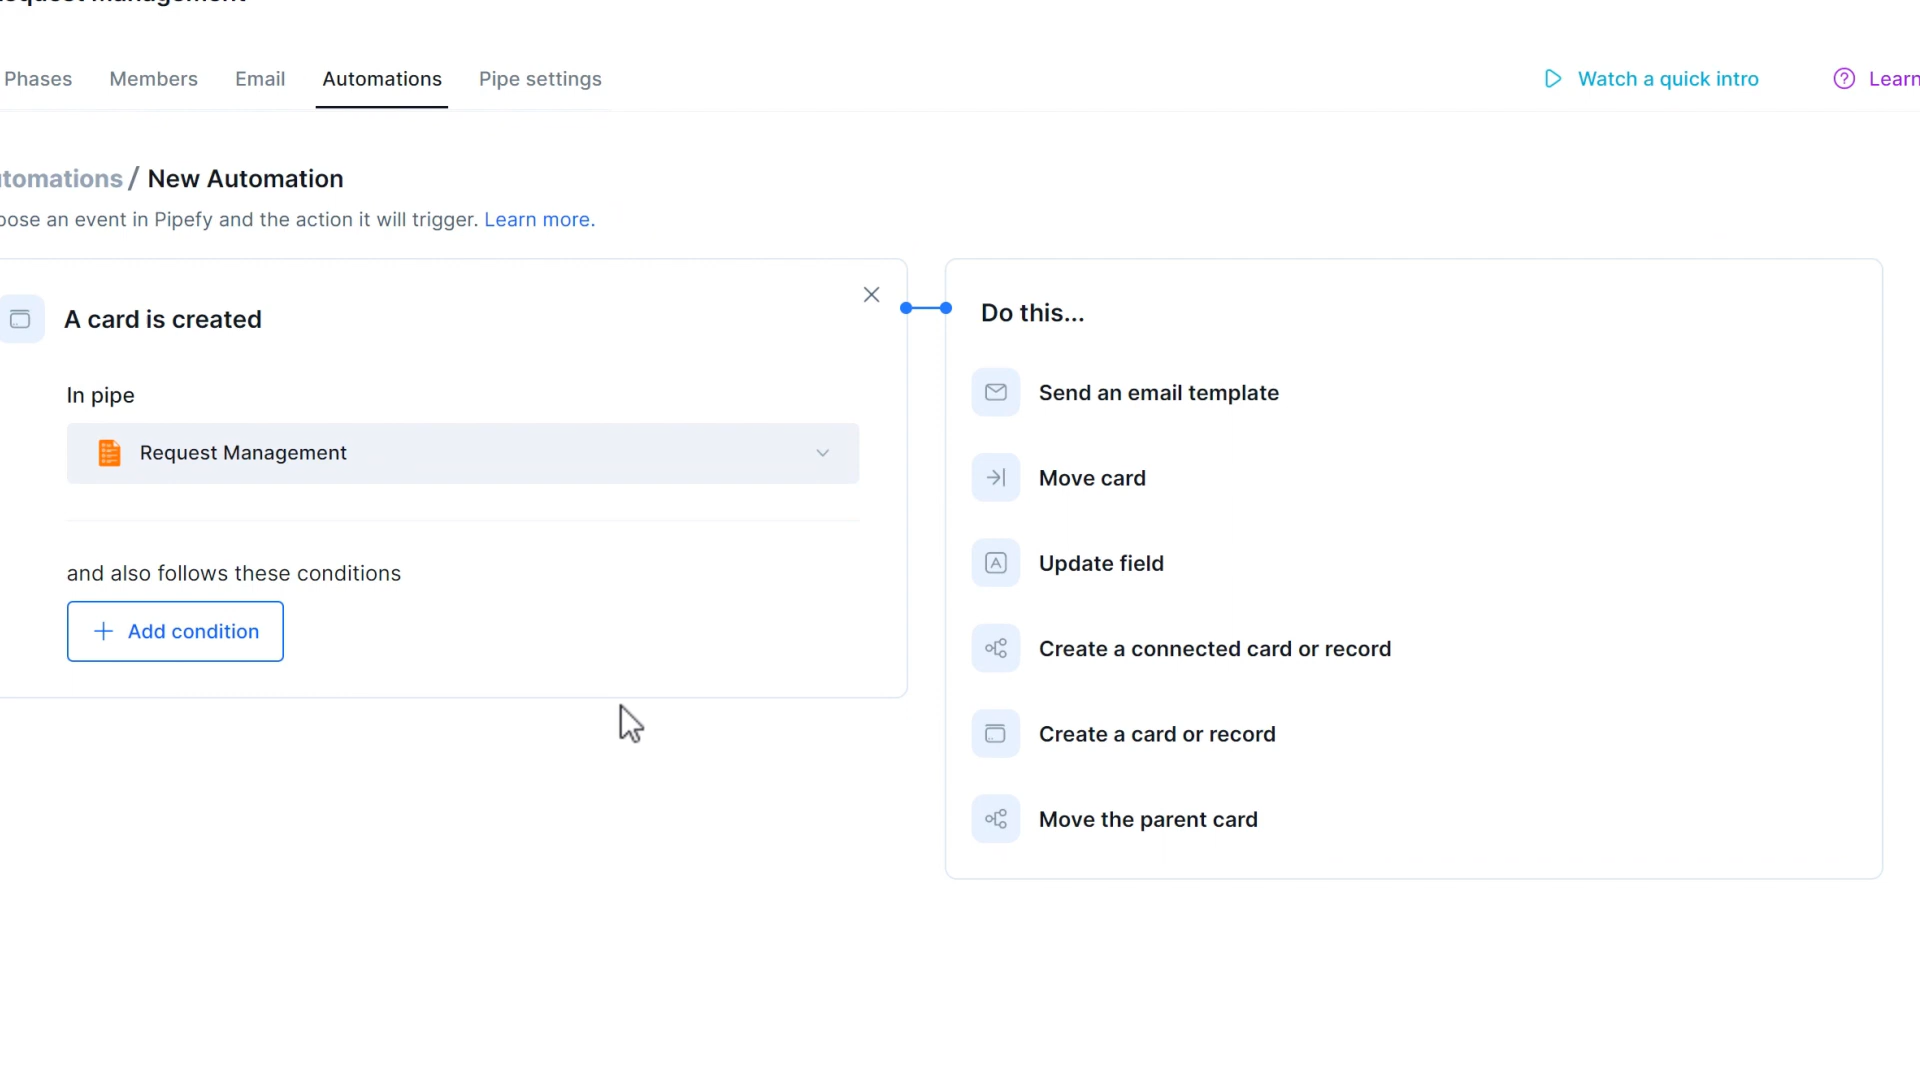 Management
Phases Members Email Automations Pipe settings Watch a quick intro Learn
/ New Automation
an event in Pipefy and the action it will trigger. Learn more.
A card is created
Do this...
In pipe
Request Management
and also follows these conditions
Add condition
Send an email template
Move card
Update field
Create a connected card or record
Create a card or record
Move the parent card